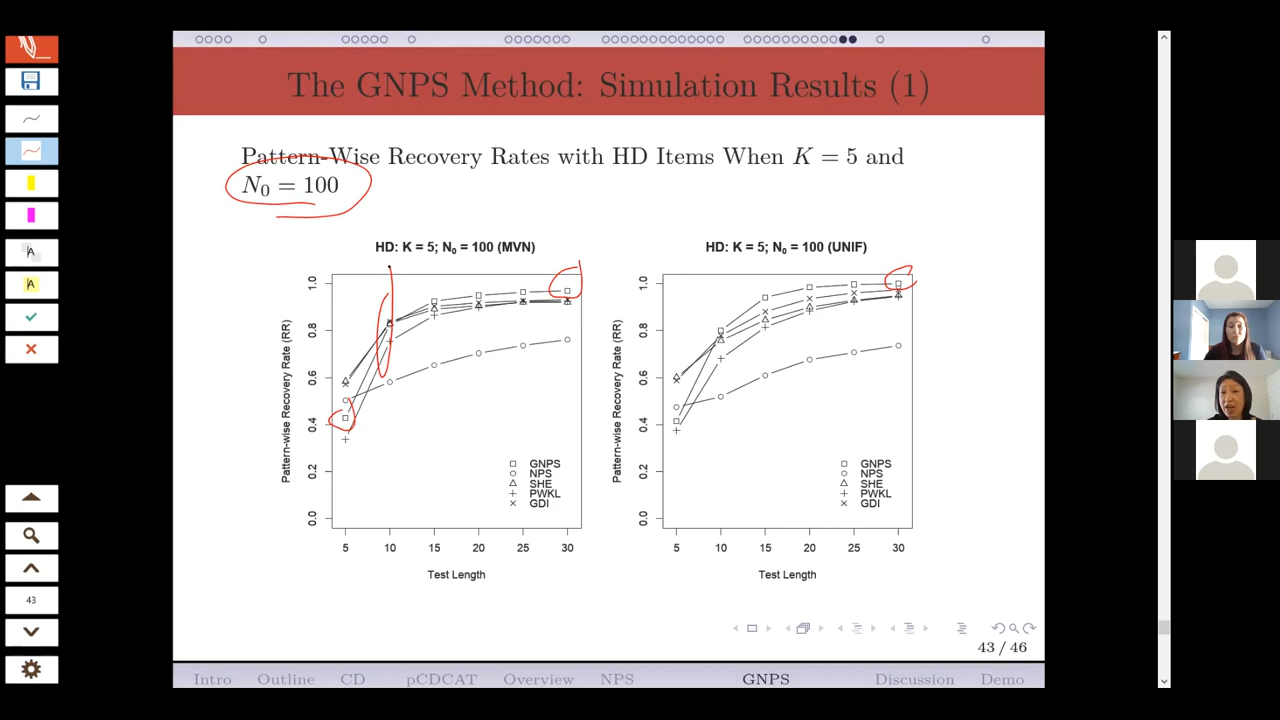 The GNPS Method: Simulation Results (1)
Pattern-Wise Recovery Rates with HD Items When K = 5 and
N₀ = 100
HD: K = 5; N₀ = 100 (MVN)
Pattern-wise Recovery Rate (RR)
1.0
0.8
0.6
0.4
0.2
0.0
GNPS
NPS
SHE
PWKL
GDI
5 10 15 20 25 30
Test Length
HD: K = 5; N₀ = 100 (UNIF)
Pattern-wise Recovery Rate (RR)
1.0
0.8
0.6
0.4
0.2
0.0
GNPS
NPS
SHE
PWKL
GDI
5 10 15 20 25 30
Test Length
43 / 46
Intro Outline CD pCDCAT Overview NPS GNPS Discussion Demo
A
A
43